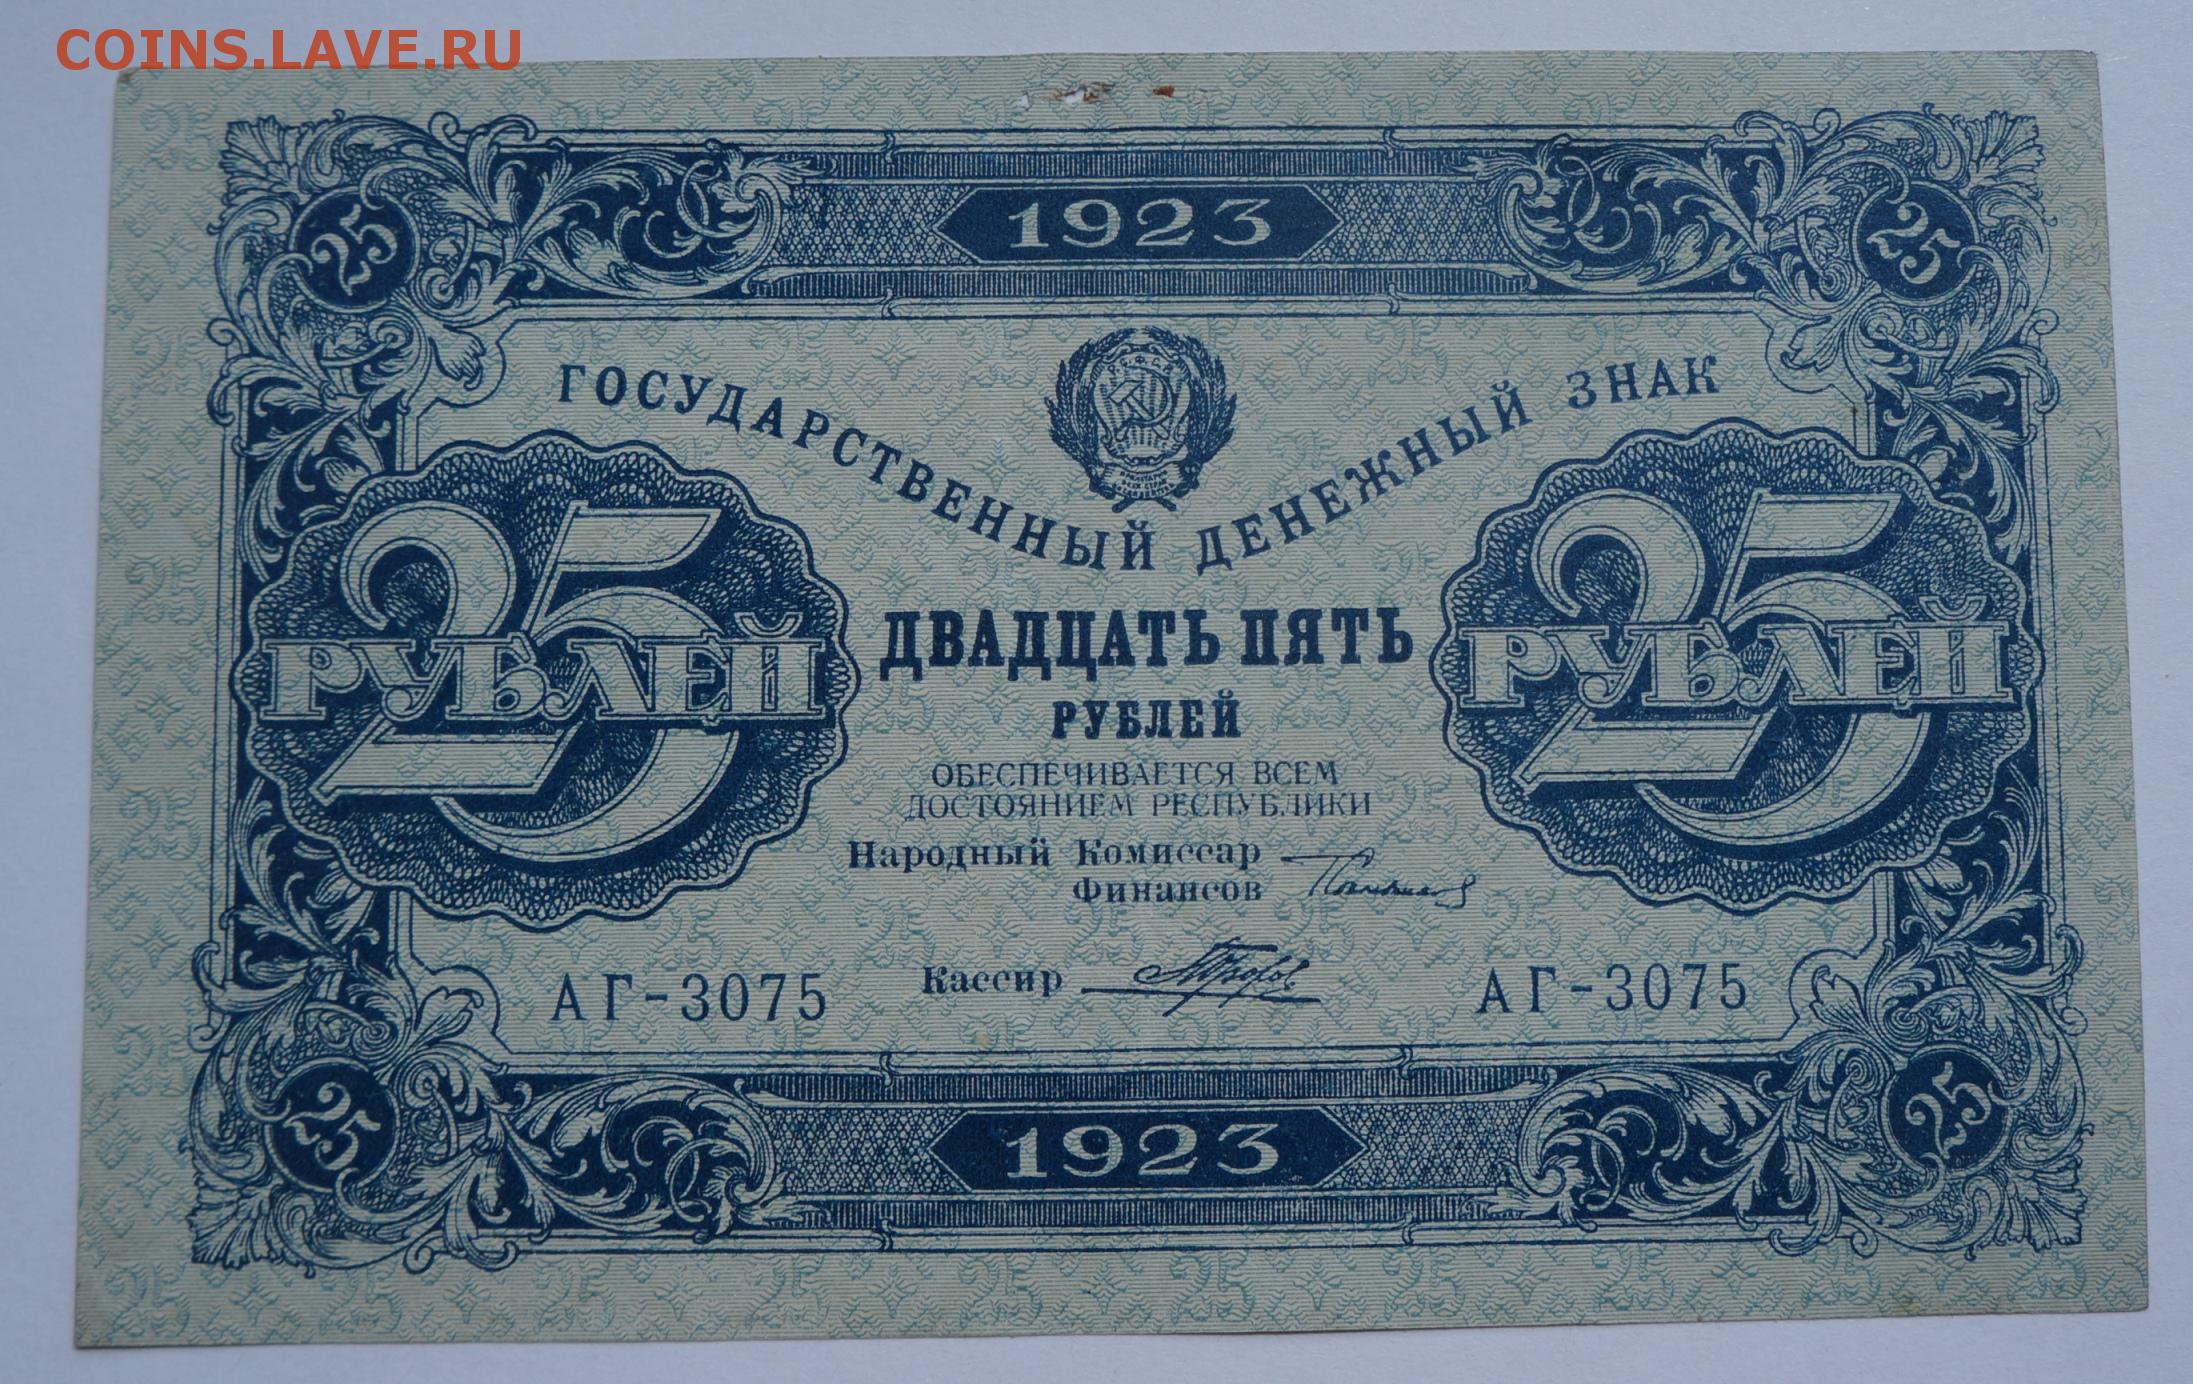 COINS.LAVE.RU
1923
25 25
ГОСУДАРСТВЕННЫЙ ДЕНЕЖНЫЙ ЗНАК
Р.С.Ф.С.Р.
25 РУБЛЕЙ
25 РУБЛЕЙ
ДВАДЦАТЬ ПЯТЬ
РУБЛЕЙ
ОБЕСПЕЧИВАЕТСЯ ВСЕМ
ДОСТОЯНИЕМ РЕСПУБЛИКИ
Народный Комиссар
Финансов
Кассир
АГ-3075 АГ-3075
25 25
1923